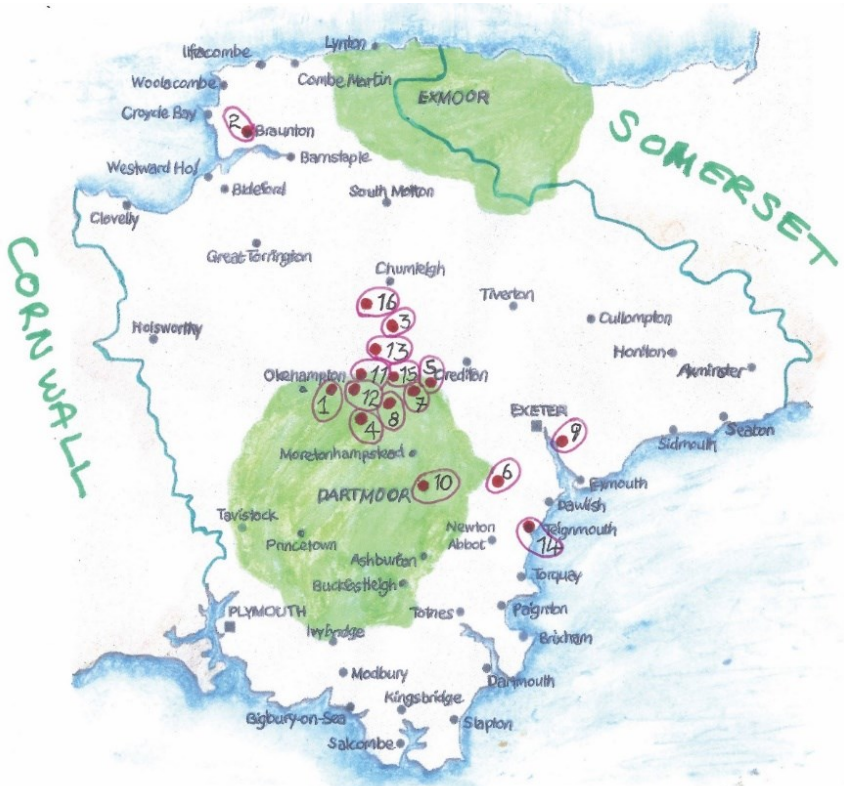 Lynton
Ilfracombe
Combe Martin
Woolacombe
EXMOOR
Croyde Bay
2
Braunton
SOMERSET
Barnstaple
Westward Ho!
Bideford
South Molton
Clovelly
Great Torrington
CORNWALL
Chumleigh
16
Tiverton
3
Cullompton
Holsworthy
13
Honiton
Axminster
Okehampton
11
15
5
Crediton
1
12
8
7
4
EXETER
9
Seaton
Sidmouth
Moretonhampstead
6
DARTMOOR
10
Exmouth
Dawlish
Tavistock
Newton
Abbot
Teignmouth
14
Princetown
Ashburton
Buckfastleigh
Torquay
PLYMOUTH
Totnes
Paignton
Ivybridge
Brixham
Modbury
Dartmouth
Kingsbridge
Bigbury-on-Sea
Slapton
Salcombe